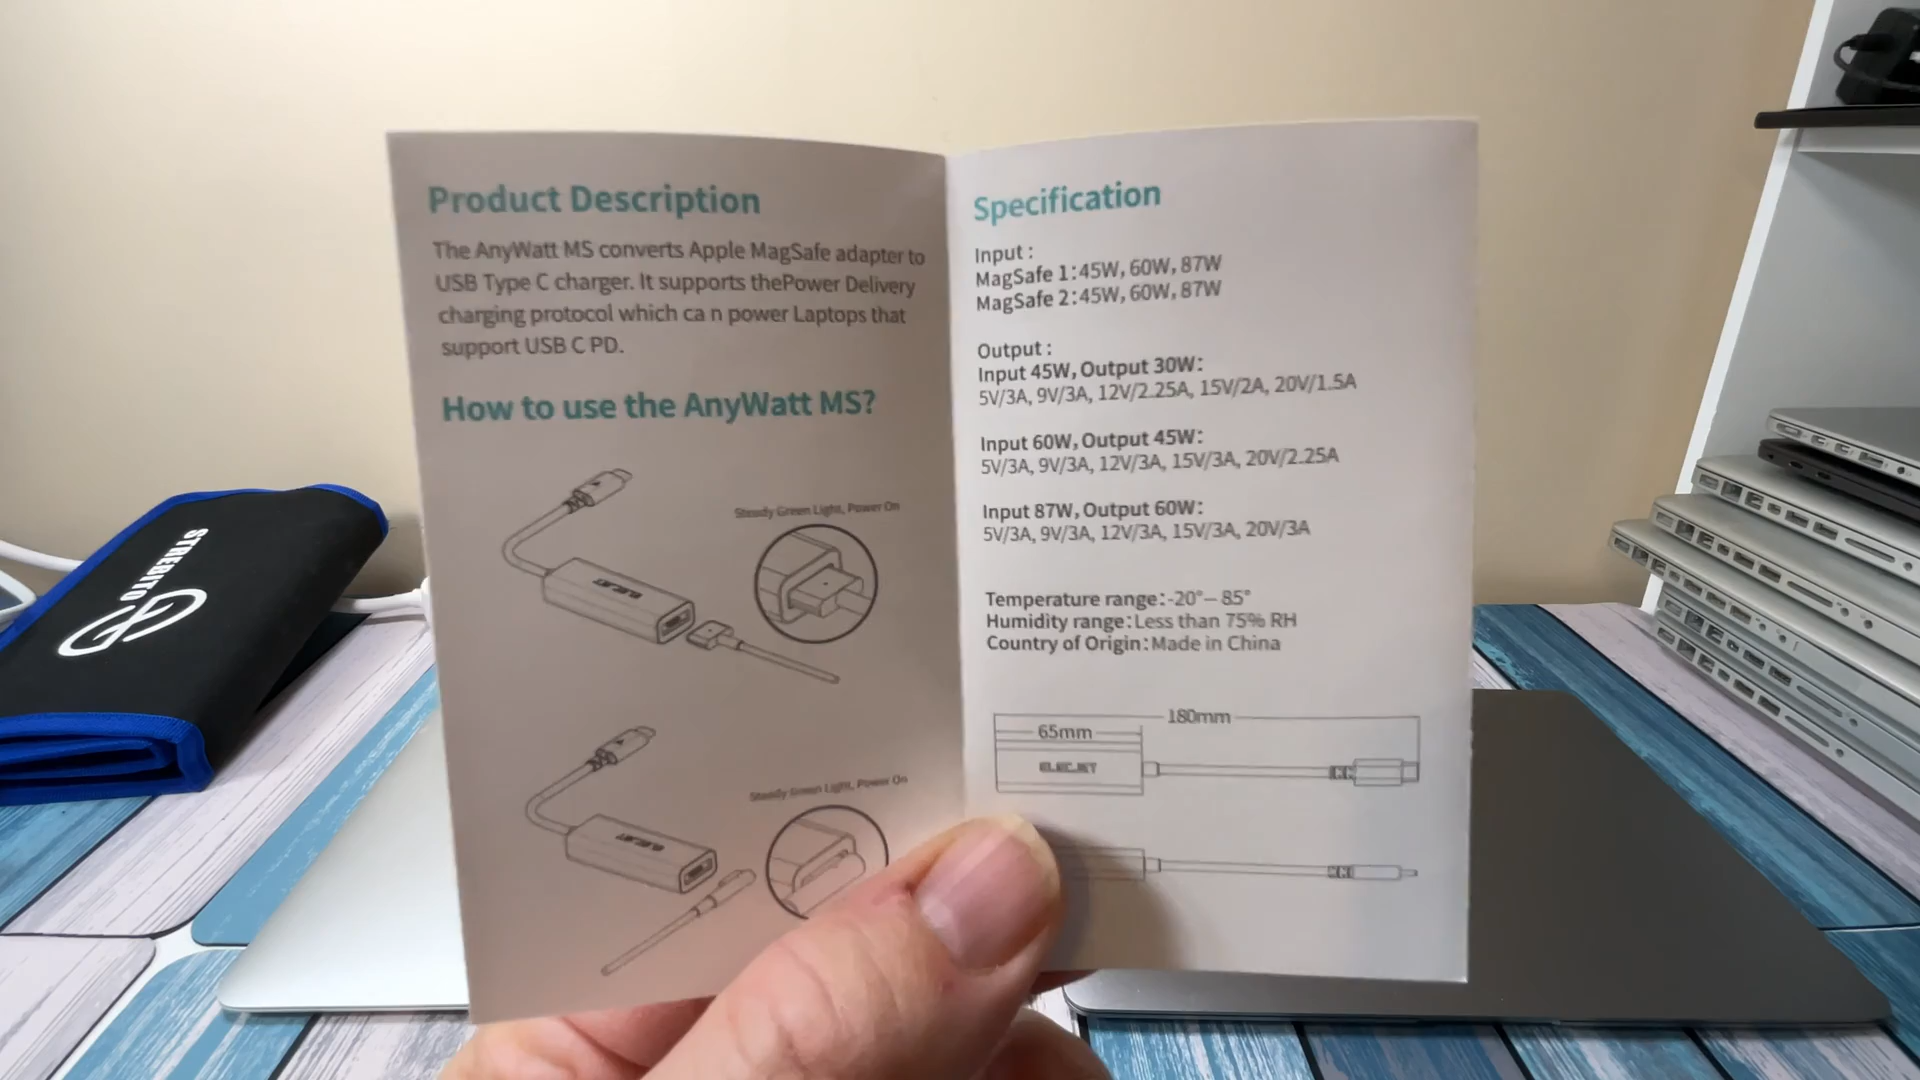 Product Description
The AnyWatt MS converts Apple MagSafe adapter to
USB Type C charger. It supports thePower Delivery
charging protocol which ca n power Laptops that
support USB C PD.
How to use the AnyWatt MS?
Steady Green Light, Power On
ELECJET
Steady Green Light, Power On
ELECJET
Specification
Input :
MagSafe 1:45W, 60W, 87W
MagSafe 2:45W, 60W, 87W
Output :
Input 45W, Output 30W:
5V/3A, 9V/3A, 12V/2.25A, 15V/2A, 20V/1.5A
Input 60W, Output 45W:
5V/3A, 9V/3A, 12V/3A, 15V/3A, 20V/2.25A
Input 87W, Output 60W:
5V/3A, 9V/3A, 12V/3A, 15V/3A, 20V/3A
Temperature range:-20°— 85°
Humidity range:Less than 75% RH
Country of Origin:Made in China
180mm
65mm
ELECJET
STREBITO